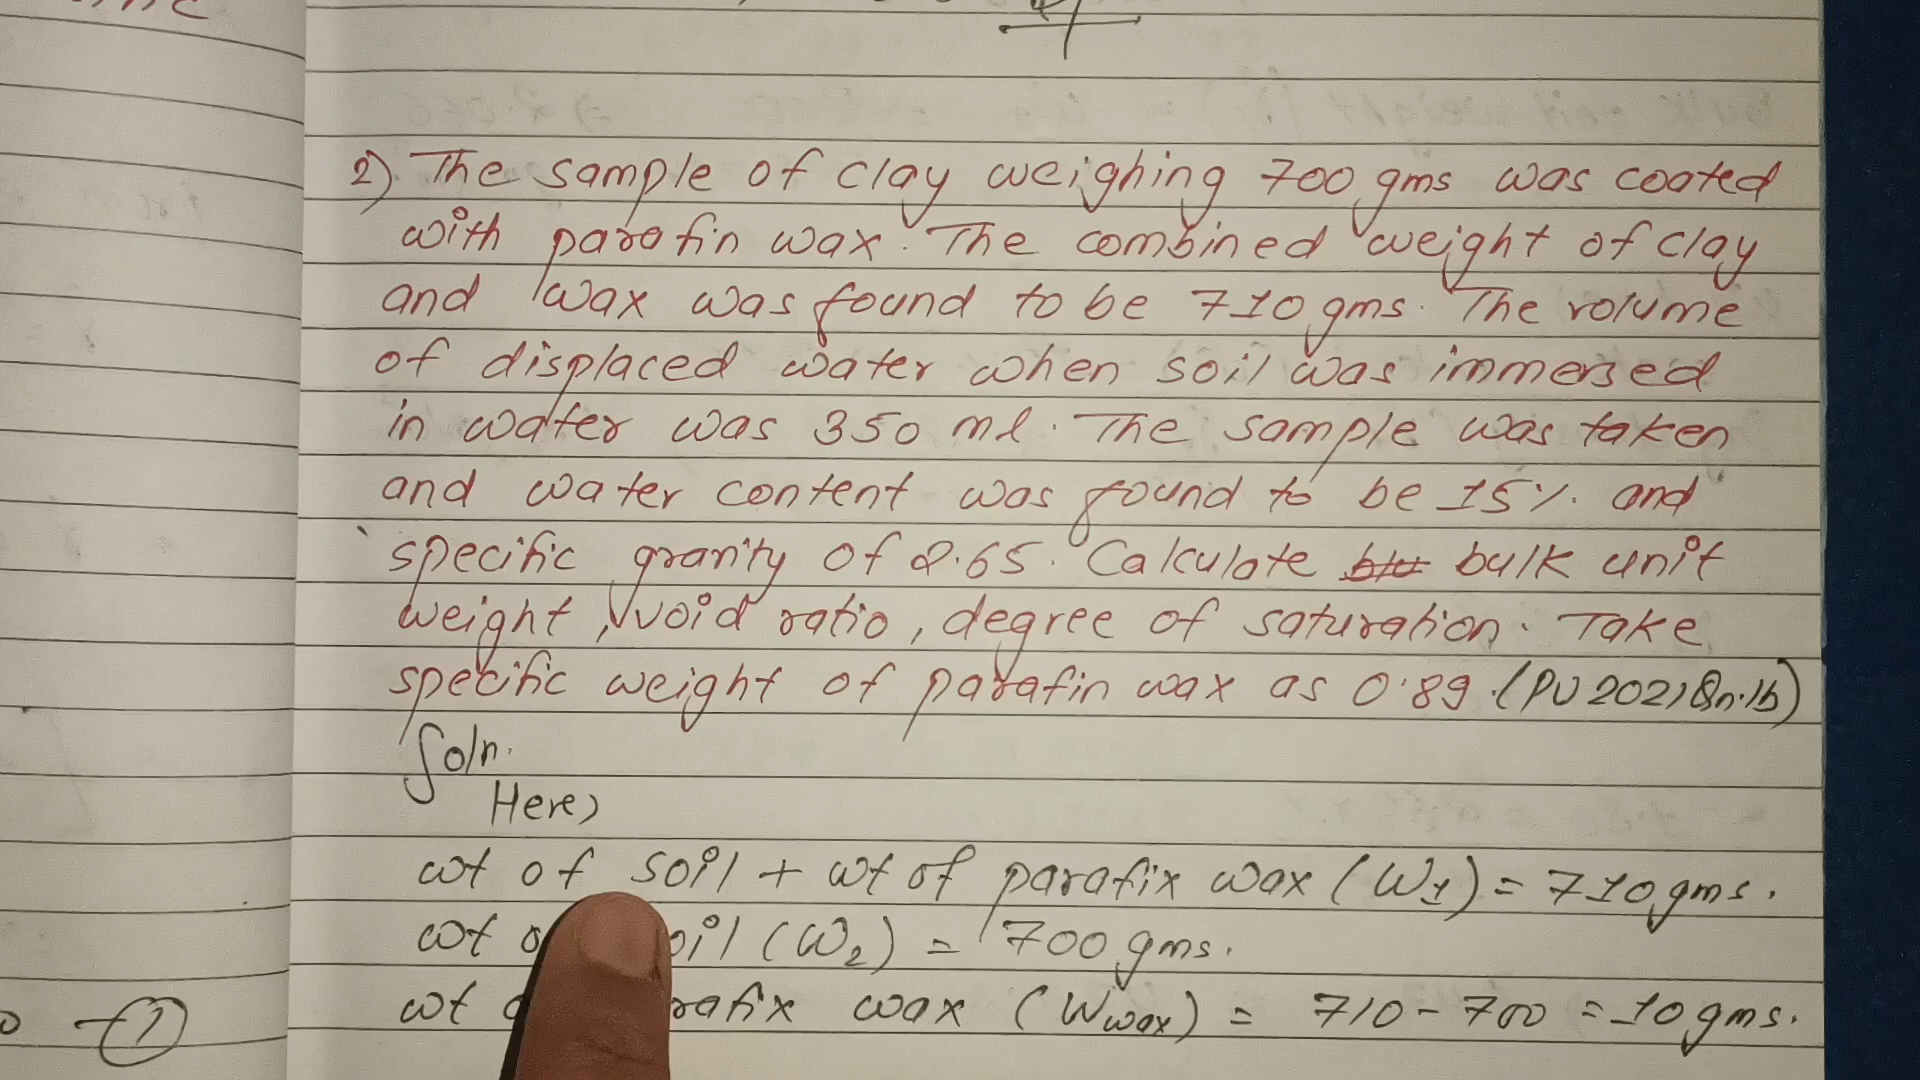 2) The sample of clay weighing 700 gms was coated
with parafin wax. The combined weight of clay
and wax was found to be 710 gms. The volume
of displaced water when soil was immersed
in water was 350 ml. The sample was taken
and water content was found to be 15%. and
specific gravity of 2.65. Calculate bulk unit
weight, void ratio, degree of saturation. Take
specific weight of parafin wax as 0.89. (PU 2021 Qn.1b)
Soln.
Here,
wt of soil + wt of parafix wax (W1) = 710 gms.
wt oil (W2) = 700 gms.
wt rafix wax (Wwax) = 710 - 700 = 10 gms.
1